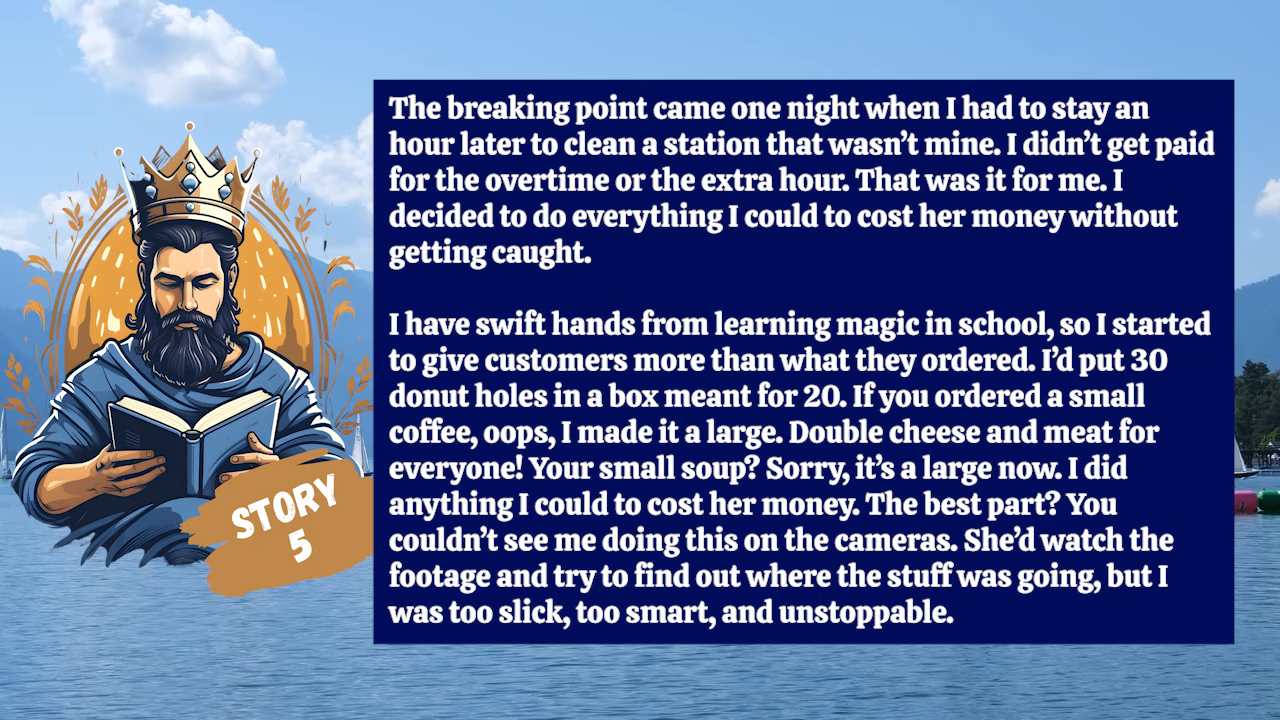 The breaking point came one night when I had to stay an
hour later to clean a station that wasn’t mine. I didn’t get paid
for the overtime or the extra hour. That was it for me. I
decided to do everything I could to cost her money without
getting caught.
I have swift hands from learning magic in school, so I started
to give customers more than what they ordered. I’d put 30
donut holes in a box meant for 20. If you ordered a small
coffee, oops, I made it a large. Double cheese and meat for
everyone! Your small soup? Sorry, it’s a large now. I did
anything I could to cost her money. The best part? You
couldn’t see me doing this on the cameras. She’d watch the
footage and try to find out where the stuff was going, but I
was too slick, too smart, and unstoppable.
STORY
5